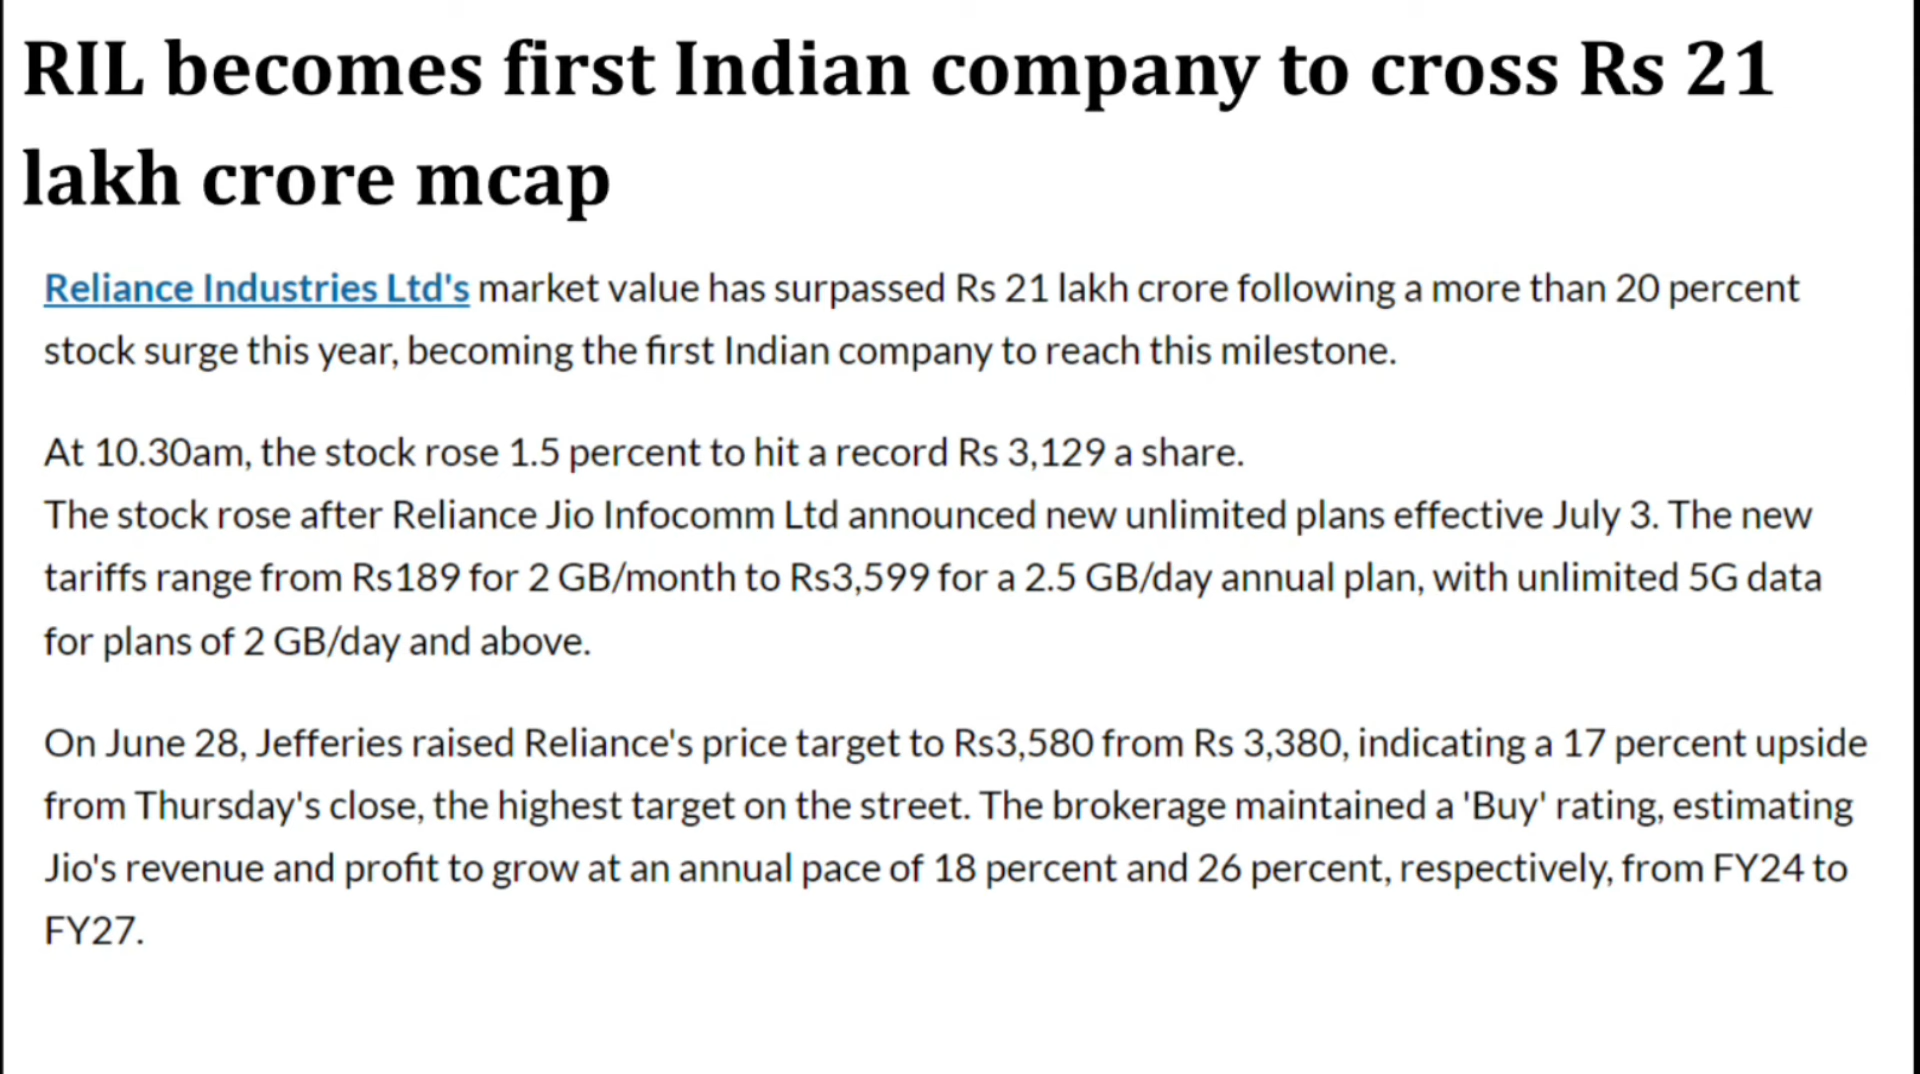 RIL becomes first Indian company to cross Rs 21
lakh crore mcap
Reliance Industries Ltd's market value has surpassed Rs 21 lakh crore following a more than 20 percent
stock surge this year, becoming the first Indian company to reach this milestone.
At 10.30am, the stock rose 1.5 percent to hit a record Rs 3,129 a share.
The stock rose after Reliance Jio Infocomm Ltd announced new unlimited plans effective July 3. The new
tariffs range from Rs189 for 2 GB/month to Rs3,599 for a 2.5 GB/day annual plan, with unlimited 5G data
for plans of 2 GB/day and above.
On June 28, Jefferies raised Reliance's price target to Rs3,580 from Rs 3,380, indicating a 17 percent upside
from Thursday's close, the highest target on the street. The brokerage maintained a 'Buy' rating, estimating
Jio's revenue and profit to grow at an annual pace of 18 percent and 26 percent, respectively, from FY24 to
FY27.